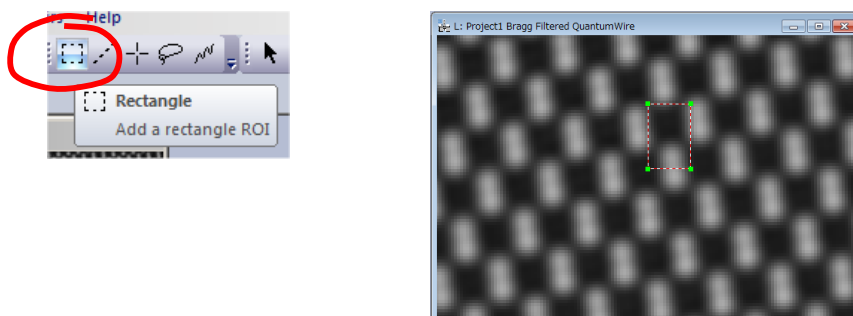 Help
Rectangle
Add a rectangle ROI
L: Project1 Bragg Filtered QuantumWire